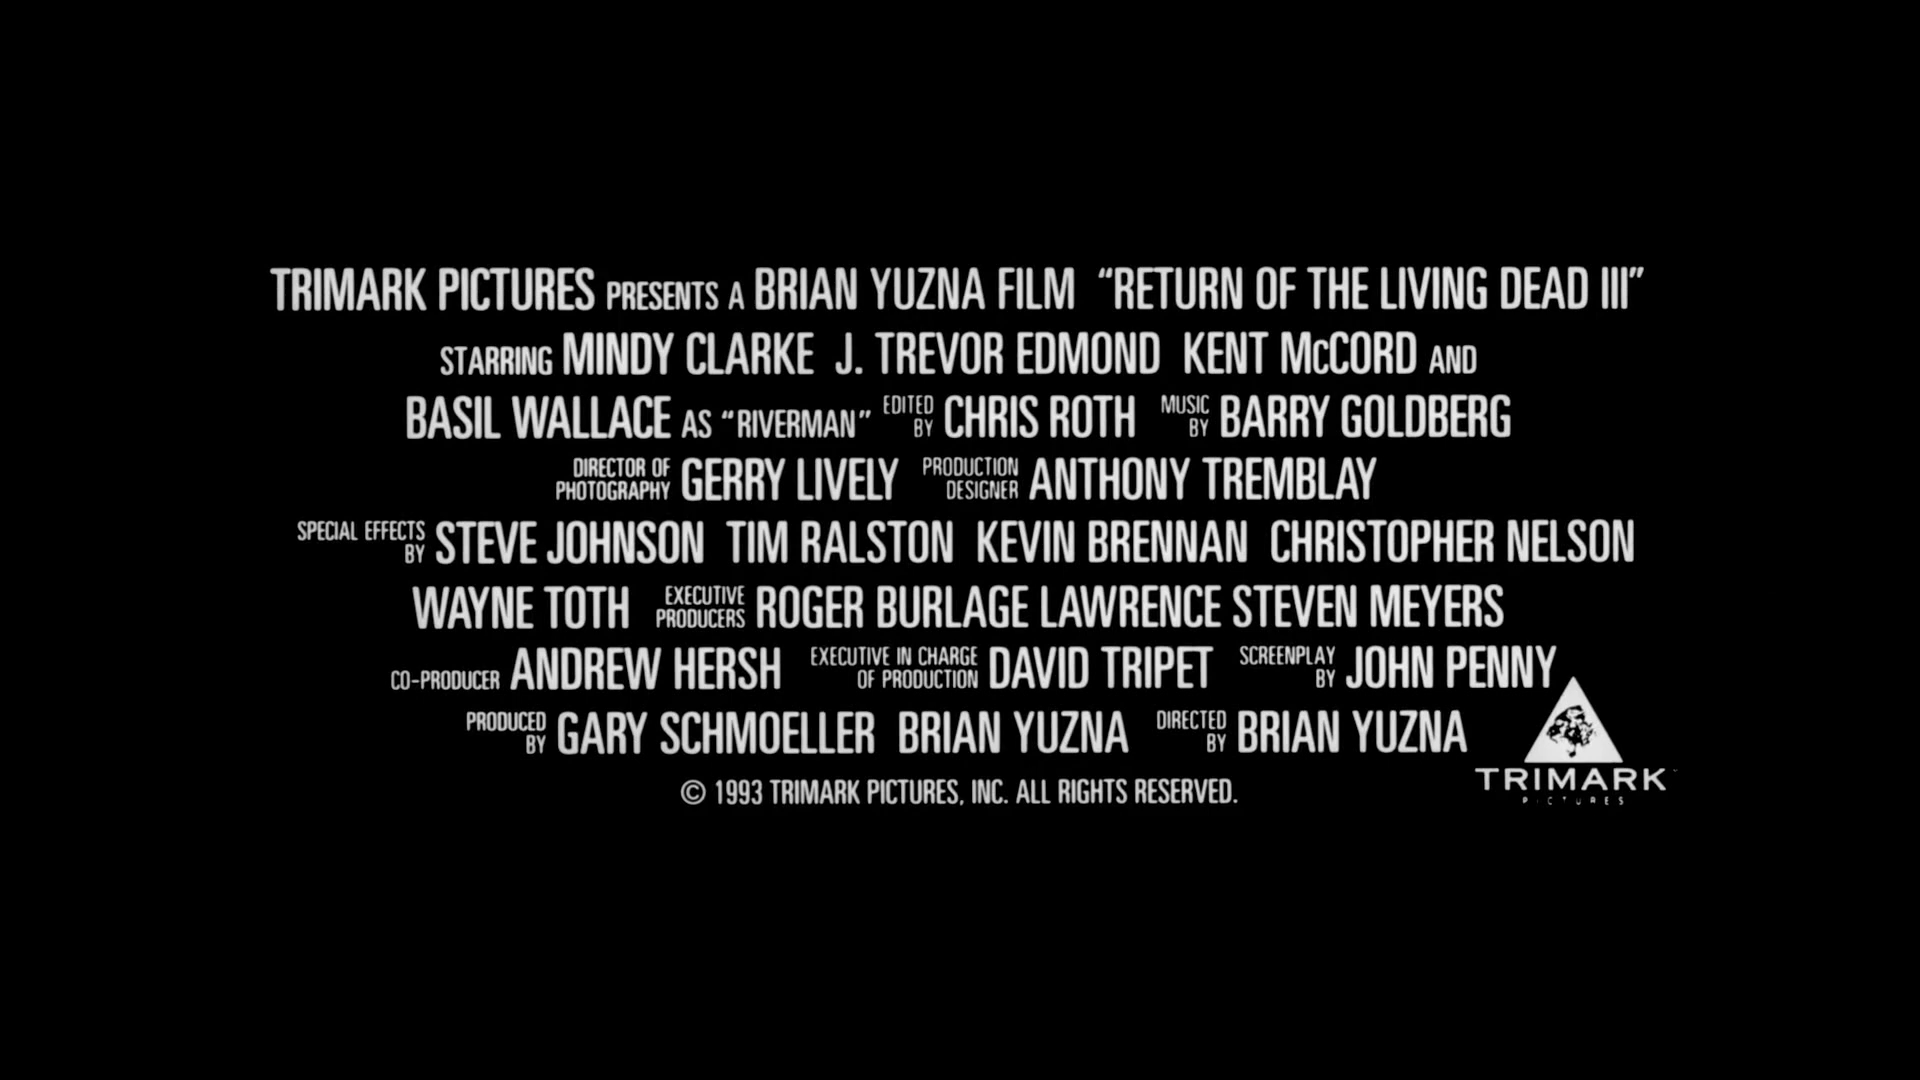 TRIMARK PICTURES PRESENTS A BRIAN YUZNA FILM “RETURN OF THE LIVING DEAD III”
STARRING MINDY CLARKE J. TREVOR EDMOND KENT McCORD AND
BASIL WALLACE AS “RIVERMAN” EDITED BY CHRIS ROTH MUSIC BY BARRY GOLDBERG
DIRECTOR OF PHOTOGRAPHY GERRY LIVELY PRODUCTION DESIGNER ANTHONY TREMBLAY
SPECIAL EFFECTS BY STEVE JOHNSON TIM RALSTON KEVIN BRENNAN CHRISTOPHER NELSON
WAYNE TOTH EXECUTIVE PRODUCERS ROGER BURLAGE LAWRENCE STEVEN MEYERS
CO-PRODUCER ANDREW HERSH EXECUTIVE IN CHARGE OF PRODUCTION DAVID TRIPET SCREENPLAY BY JOHN PENNY
PRODUCED BY GARY SCHMOELLER BRIAN YUZNA DIRECTED BY BRIAN YUZNA
© 1993 TRIMARK PICTURES, INC. ALL RIGHTS RESERVED.
TRIMARK
PICTURES